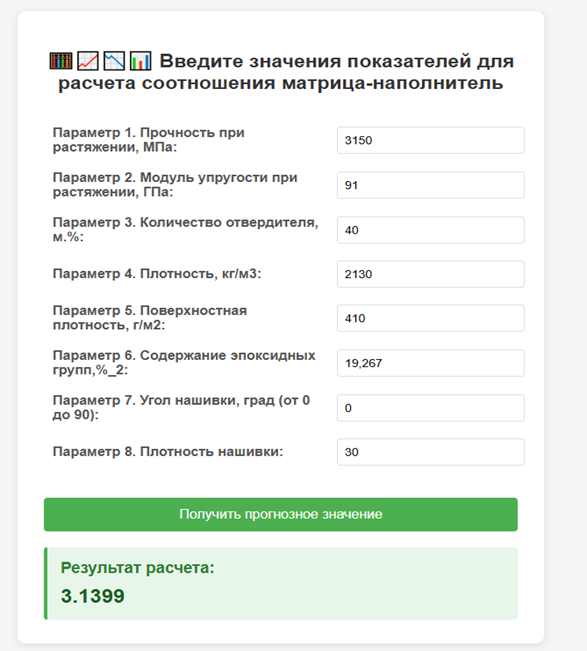 Введите значения показателей для
расчета соотношения матрица-наполнитель
Параметр 1. Прочность при
растяжении, МПа:
3150
Параметр 2. Модуль упругости при
растяжении, ГПа:
91
Параметр 3. Количество отвердителя,
м.%:
40
Параметр 4. Плотность, кг/м3:
2130
Параметр 5. Поверхностная
плотность, г/м2:
410
Параметр 6. Содержание эпоксидных
групп,%_2:
19,267
Параметр 7. Угол нашивки, град (от 0
до 90):
0
Параметр 8. Плотность нашивки:
30
Получить прогнозное значение
Результат расчета:
3.1399